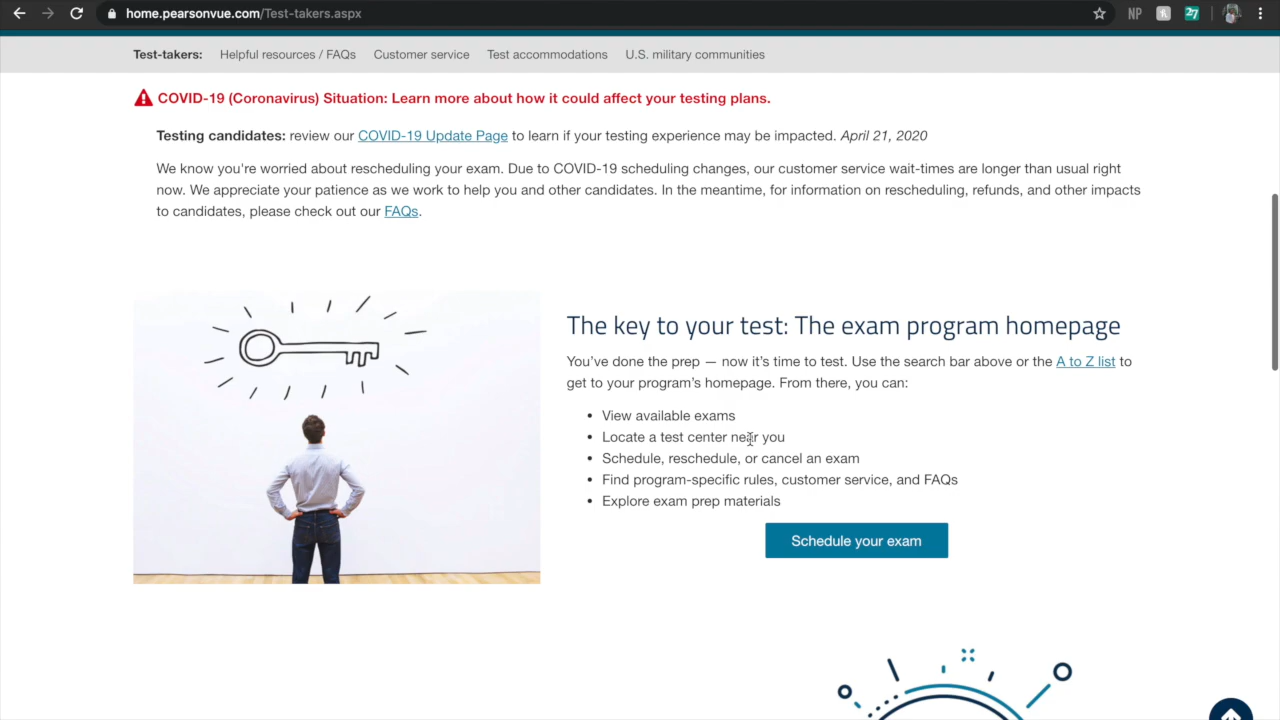 home.pearsonvue.com/Test-takers.aspx
NP
27
Test-takers: Helpful resources / FAQs Customer service Test accommodations U.S. military communities
COVID-19 (Coronavirus) Situation: Learn more about how it could affect your testing plans.
Testing candidates: review our COVID-19 Update Page to learn if your testing experience may be impacted. April 21, 2020
We know you're worried about rescheduling your exam. Due to COVID-19 scheduling changes, our customer service wait-times are longer than usual right
now. We appreciate your patience as we work to help you and other candidates. In the meantime, for information on rescheduling, refunds, and other impacts
to candidates, please check out our FAQs.
The key to your test: The exam program homepage
You’ve done the prep — now it’s time to test. Use the search bar above or the A to Z list to
get to your program’s homepage. From there, you can:
• View available exams
• Locate a test center near you
• Schedule, reschedule, or cancel an exam
• Find program-specific rules, customer service, and FAQs
• Explore exam prep materials
Schedule your exam